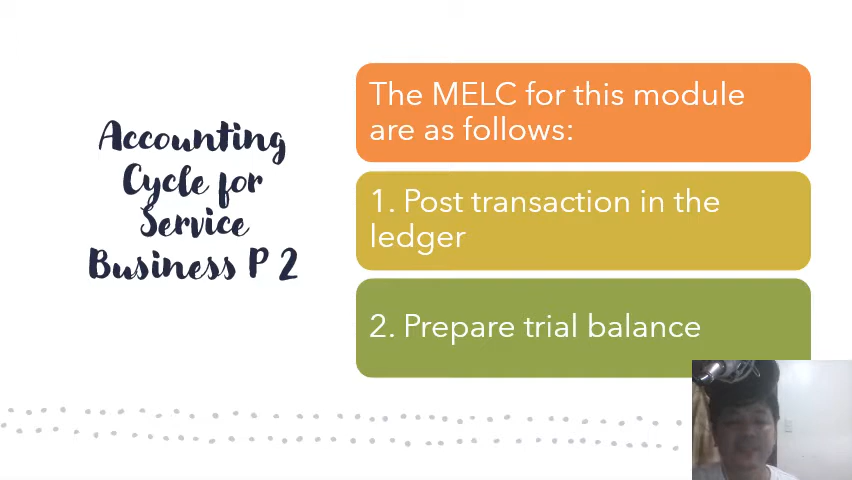 Accounting
Cycle for
Service
Business P 2
The MELC for this module
are as follows:
1. Post transaction in the
ledger
2. Prepare trial balance